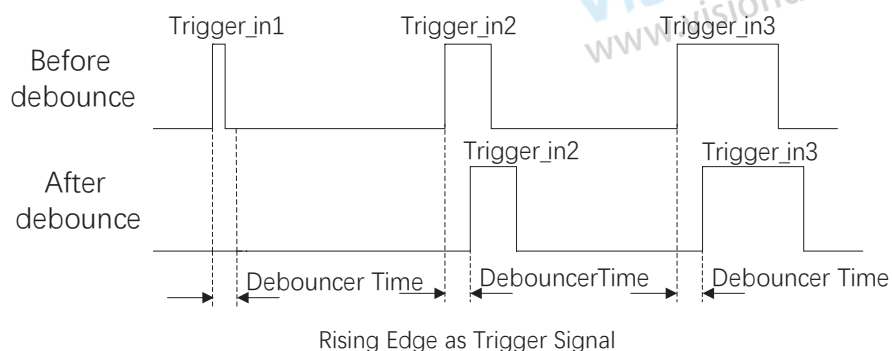 Trigger_in1
Trigger_in2
Trigger_in3
Before
debounce
Trigger_in2
Trigger_in3
After
debounce
Debouncer Time
DebouncerTime
Debouncer Time
Rising Edge as Trigger Signal